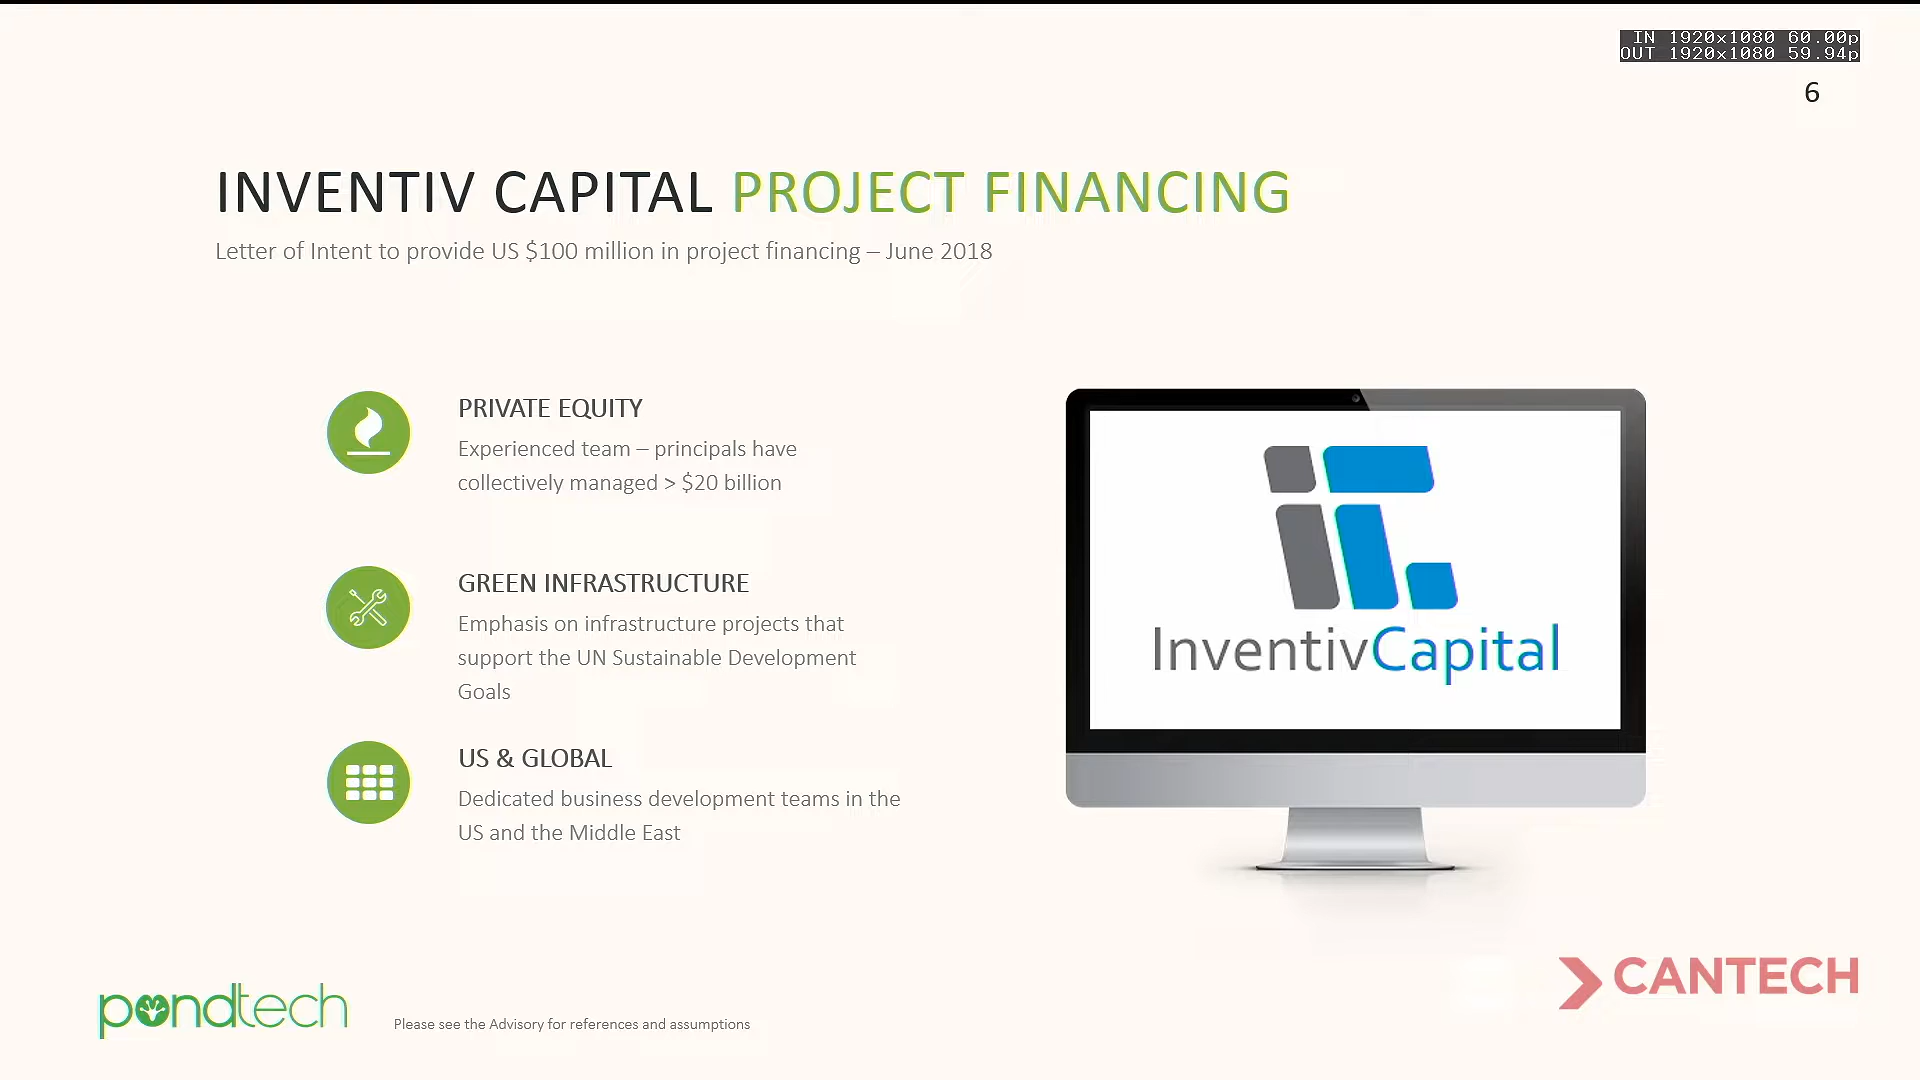 IN 1920x1080 60.00p
OUT 1920x1080 59.94p
6
INVENTIV CAPITAL PROJECT FINANCING
Letter of Intent to provide US $100 million in project financing – June 2018
PRIVATE EQUITY
Experienced team – principals have
collectively managed > $20 billion
GREEN INFRASTRUCTURE
Emphasis on infrastructure projects that
support the UN Sustainable Development
Goals
US & GLOBAL
Dedicated business development teams in the
US and the Middle East
InventivCapital
pondtech
Please see the Advisory for references and assumptions
CANTECH